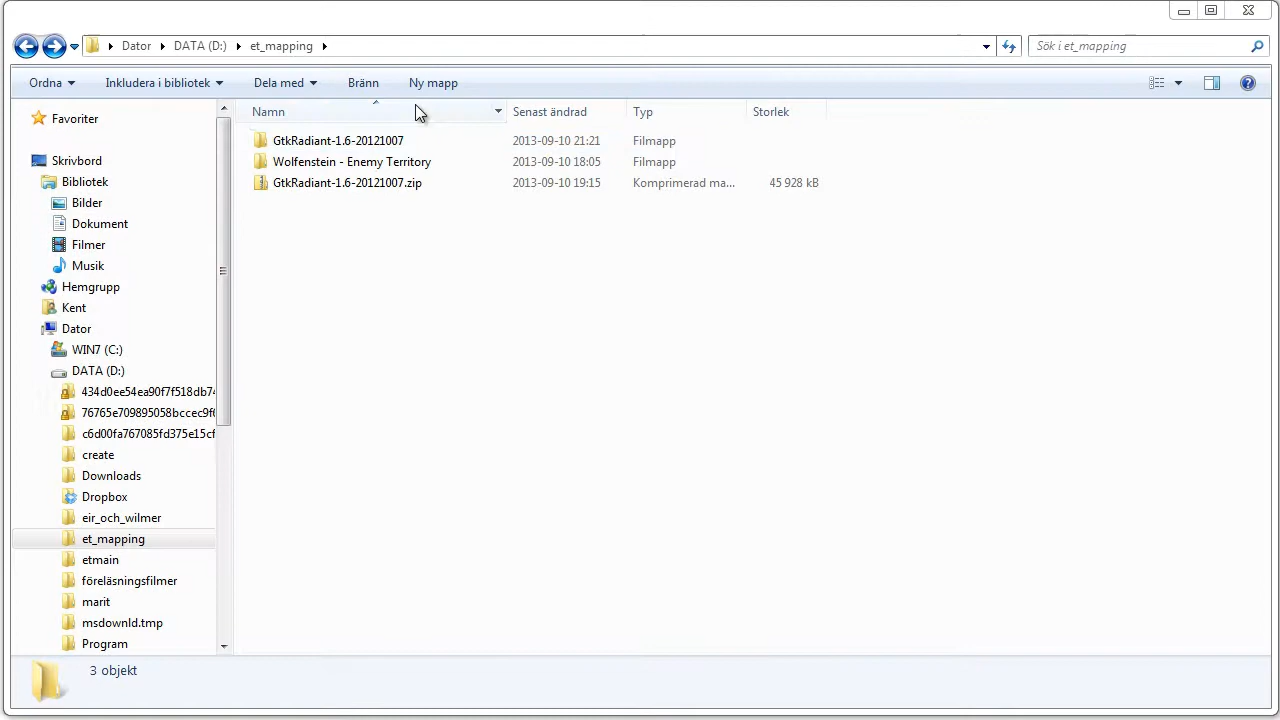 Dator DATA (D:) et_mapping
Sök i et_mapping
Ordna Inkludera i bibliotek Dela med Bränn Ny mapp
Favoriter
Skrivbord
Bibliotek
Bilder
Dokument
Filmer
Musik
Hemgrupp
Kent
Dator
WIN7 (C:)
DATA (D:)
434d0ee54ea90f7f518db74
76765e709895058bccec9f6
c6d00fa767085fd375e15cf
create
Downloads
Dropbox
eir_och_wilmer
et_mapping
etmain
föreläsningsfilmer
marit
msdownld.tmp
Program
Namn Senast ändrad Typ Storlek
GtkRadiant-1.6-20121007 2013-09-10 21:21 Filmapp
Wolfenstein - Enemy Territory 2013-09-10 18:05 Filmapp
GtkRadiant-1.6-20121007.zip 2013-09-10 19:15 Komprimerad ma... 45 928 kB
3 objekt